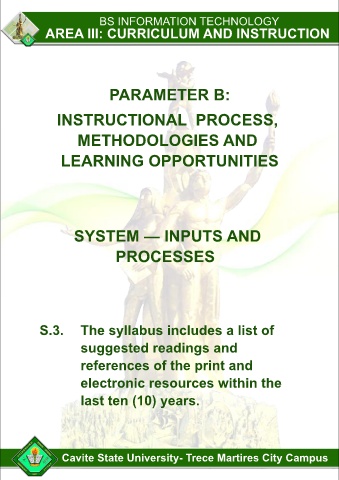 BS INFORMATION TECHNOLOGY
AREA III: CURRICULUM AND INSTRUCTION
PARAMETER B:
INSTRUCTIONAL PROCESS,
METHODOLOGIES AND
LEARNING OPPORTUNITIES
SYSTEM — INPUTS AND
PROCESSES
S.3. The syllabus includes a list of
suggested readings and
references of the print and
electronic resources within the
last ten (10) years.
Cavite State University- Trece Martires City Campus